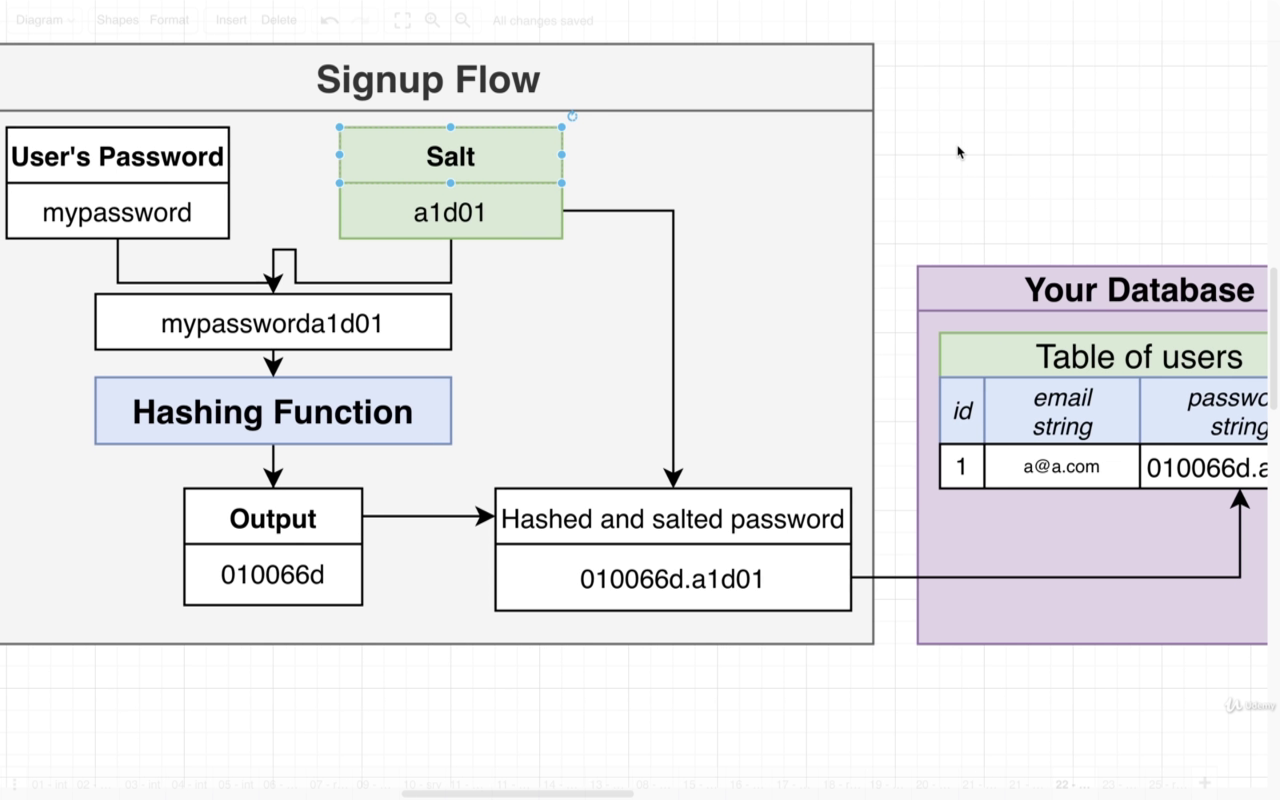 Diagram Shapes Format Insert Delete All changes saved
Signup Flow
User's Password
mypassword
Salt
a1d01
mypassworda1d01
Hashing Function
Output
010066d
Hashed and salted password
010066d.a1d01
Your Database
Table of users
id
email
string
passwo
string
1
a@a.com
010066d.a
Udemy